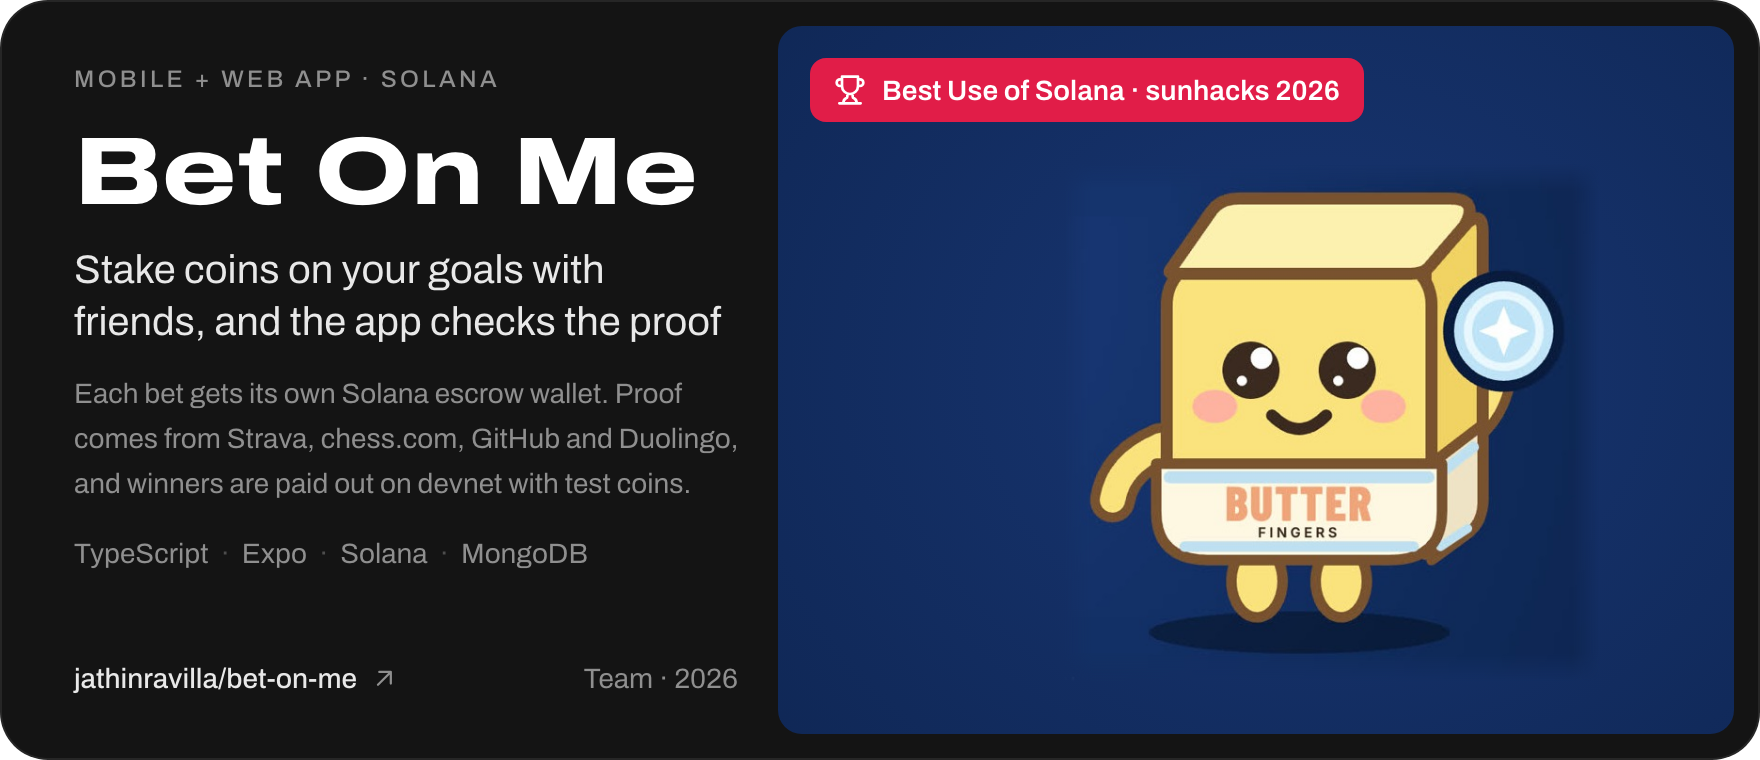 MOBILE + WEB APP · SOLANA
Bet On Me
Stake coins on your goals with
friends, and the app checks the proof
Each bet gets its own Solana escrow wallet. Proof
comes from Strava, chess.com, GitHub and Duolingo,
and winners are paid out on devnet with test coins.
TypeScript · Expo · Solana · MongoDB
jathinravilla/bet-on-me ↗
Team · 2026
Best Use of Solana · sunhacks 2026
BUTTER
FINGERS